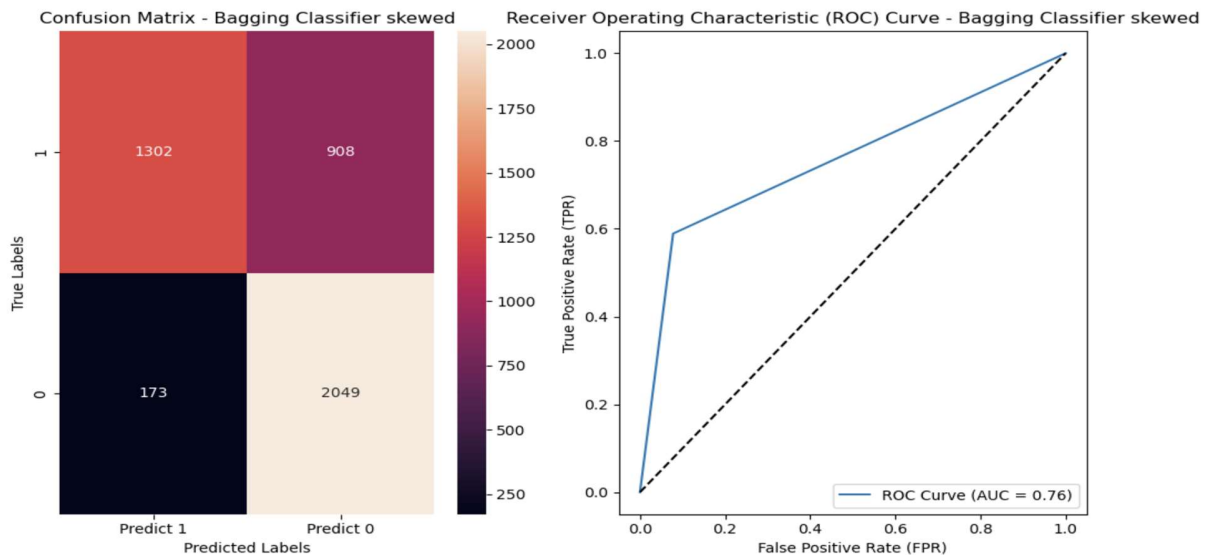 Confusion Matrix - Bagging Classifier skewed
1
0
True Labels
1302
908
173
2049
Predict 1
Predict 0
Predicted Labels
2000
1750
1500
1250
1000
750
500
250
Receiver Operating Characteristic (ROC) Curve - Bagging Classifier skewed
True Positive Rate (TPR)
1.0
0.8
0.6
0.4
0.2
0.0
ROC Curve (AUC = 0.76)
0.0
0.2
0.4
0.6
0.8
1.0
False Positive Rate (FPR)